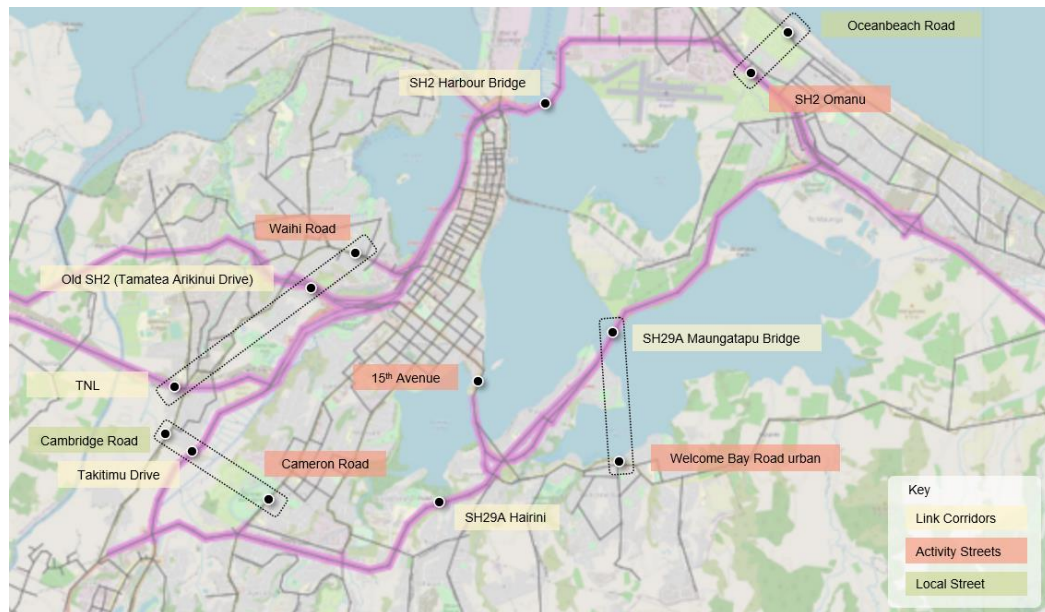 Oceanbeach Road
SH2 Harbour Bridge
SH2 Omanu
Waihi Road
Old SH2 (Tamatea Arikinui Drive)
SH29A Maungatapu Bridge
TNL
15th Avenue
Cambridge Road
Takitimu Drive
Cameron Road
Welcome Bay Road urban
SH29A Hairini
Key
Link Corridors
Activity Streets
Local Street